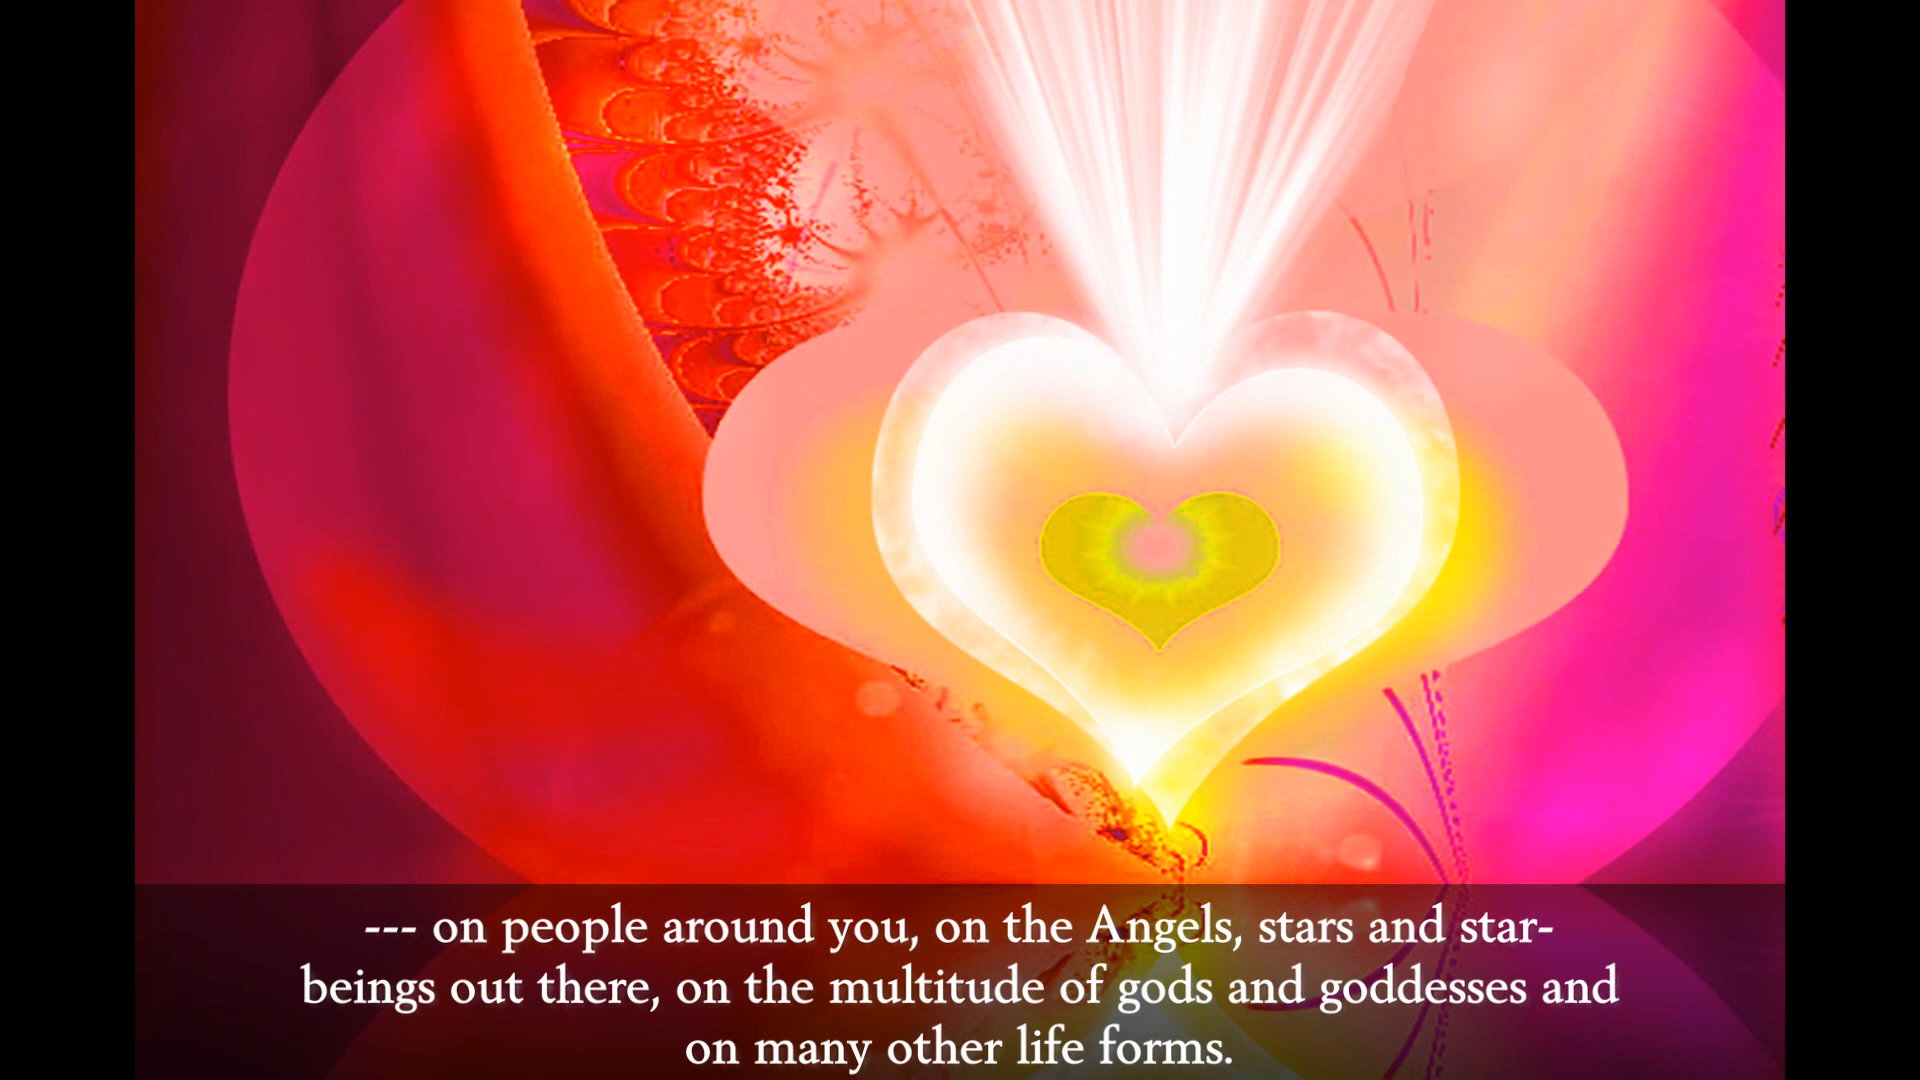 --- on people around you, on the Angels, stars and star-
beings out there, on the multitude of gods and goddesses and
on many other life forms.